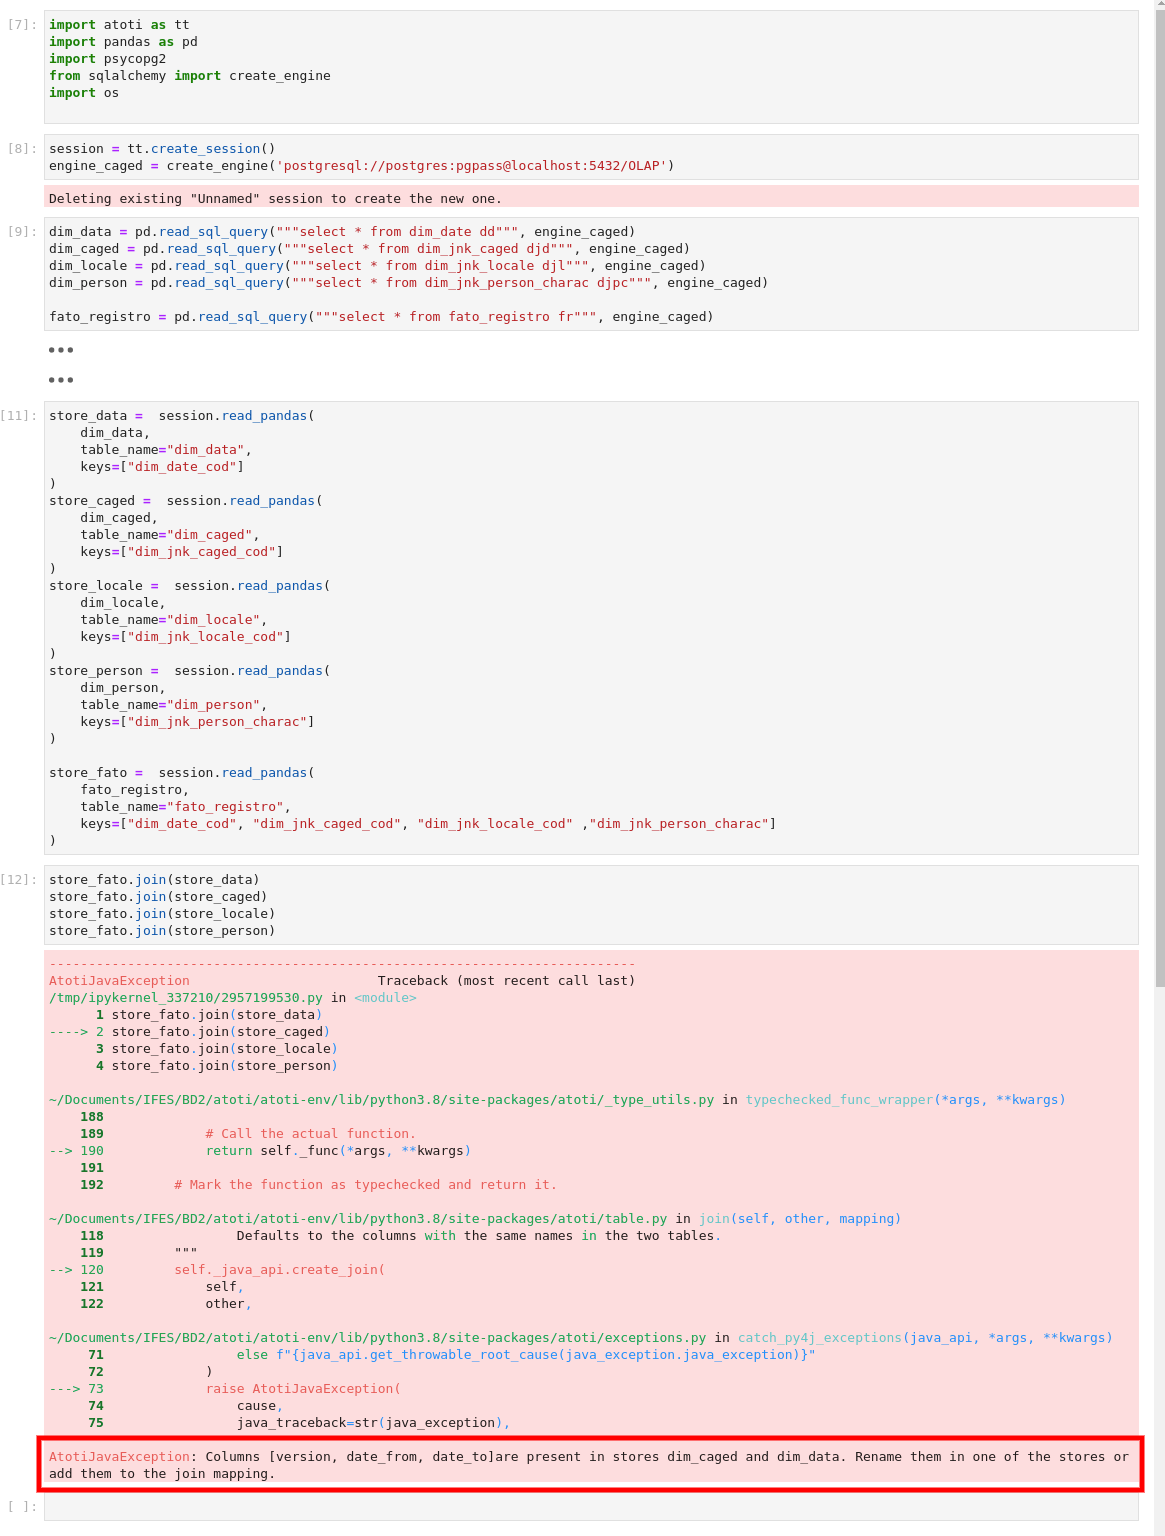 [7]:
import atoti as tt
import pandas as pd
import psycopg2
from sqlalchemy import create_engine
import os
[8]:
session = tt.create_session()
engine_caged = create_engine('postgresql://postgres:pgpass@localhost:5432/OLAP')
Deleting existing "Unnamed" session to create the new one.
[9]:
dim_data = pd.read_sql_query("""select * from dim_date dd""", engine_caged)
dim_caged = pd.read_sql_query("""select * from dim_jnk_caged djd""", engine_caged)
dim_locale = pd.read_sql_query("""select * from dim_jnk_locale djl""", engine_caged)
dim_person = pd.read_sql_query("""select * from dim_jnk_person_charac djpc""", engine_caged)

fato_registro = pd.read_sql_query("""select * from fato_registro fr""", engine_caged)
•••
•••
[11]:
store_data =  session.read_pandas(
    dim_data,
    table_name="dim_data",
    keys=["dim_date_cod"]
)
store_caged =  session.read_pandas(
    dim_caged,
    table_name="dim_caged",
    keys=["dim_jnk_caged_cod"]
)
store_locale =  session.read_pandas(
    dim_locale,
    table_name="dim_locale",
    keys=["dim_jnk_locale_cod"]
)
store_person =  session.read_pandas(
    dim_person,
    table_name="dim_person",
    keys=["dim_jnk_person_charac"]
)

store_fato =  session.read_pandas(
    fato_registro,
    table_name="fato_registro",
    keys=["dim_date_cod", "dim_jnk_caged_cod", "dim_jnk_locale_cod" ,"dim_jnk_person_charac"]
)
[12]:
store_fato.join(store_data)
store_fato.join(store_caged)
store_fato.join(store_locale)
store_fato.join(store_person)
---------------------------------------------------------------------------
AtotiJavaException                        Traceback (most recent call last)
/tmp/ipykernel_337210/2957199530.py in <module>
      1 store_fato.join(store_data)
----> 2 store_fato.join(store_caged)
      3 store_fato.join(store_locale)
      4 store_fato.join(store_person)

~/Documents/IFES/BD2/atoti/atoti-env/lib/python3.8/site-packages/atoti/_type_utils.py in typechecked_func_wrapper(*args, **kwargs)
    188
    189             # Call the actual function.
--> 190             return self._func(*args, **kwargs)
    191
    192         # Mark the function as typechecked and return it.

~/Documents/IFES/BD2/atoti/atoti-env/lib/python3.8/site-packages/atoti/table.py in join(self, other, mapping)
    118                 Defaults to the columns with the same names in the two tables.
    119         """
--> 120         self._java_api.create_join(
    121             self,
    122             other,

~/Documents/IFES/BD2/atoti/atoti-env/lib/python3.8/site-packages/atoti/exceptions.py in catch_py4j_exceptions(java_api, *args, **kwargs)
     71                 else f"{java_api.get_throwable_root_cause(java_exception.java_exception)}"
     72             )
---> 73             raise AtotiJavaException(
     74                 cause,
     75                 java_traceback=str(java_exception),

AtotiJavaException: Columns [version, date_from, date_to]are present in stores dim_caged and dim_data. Rename them in one of the stores or
add them to the join mapping.
[ ]: